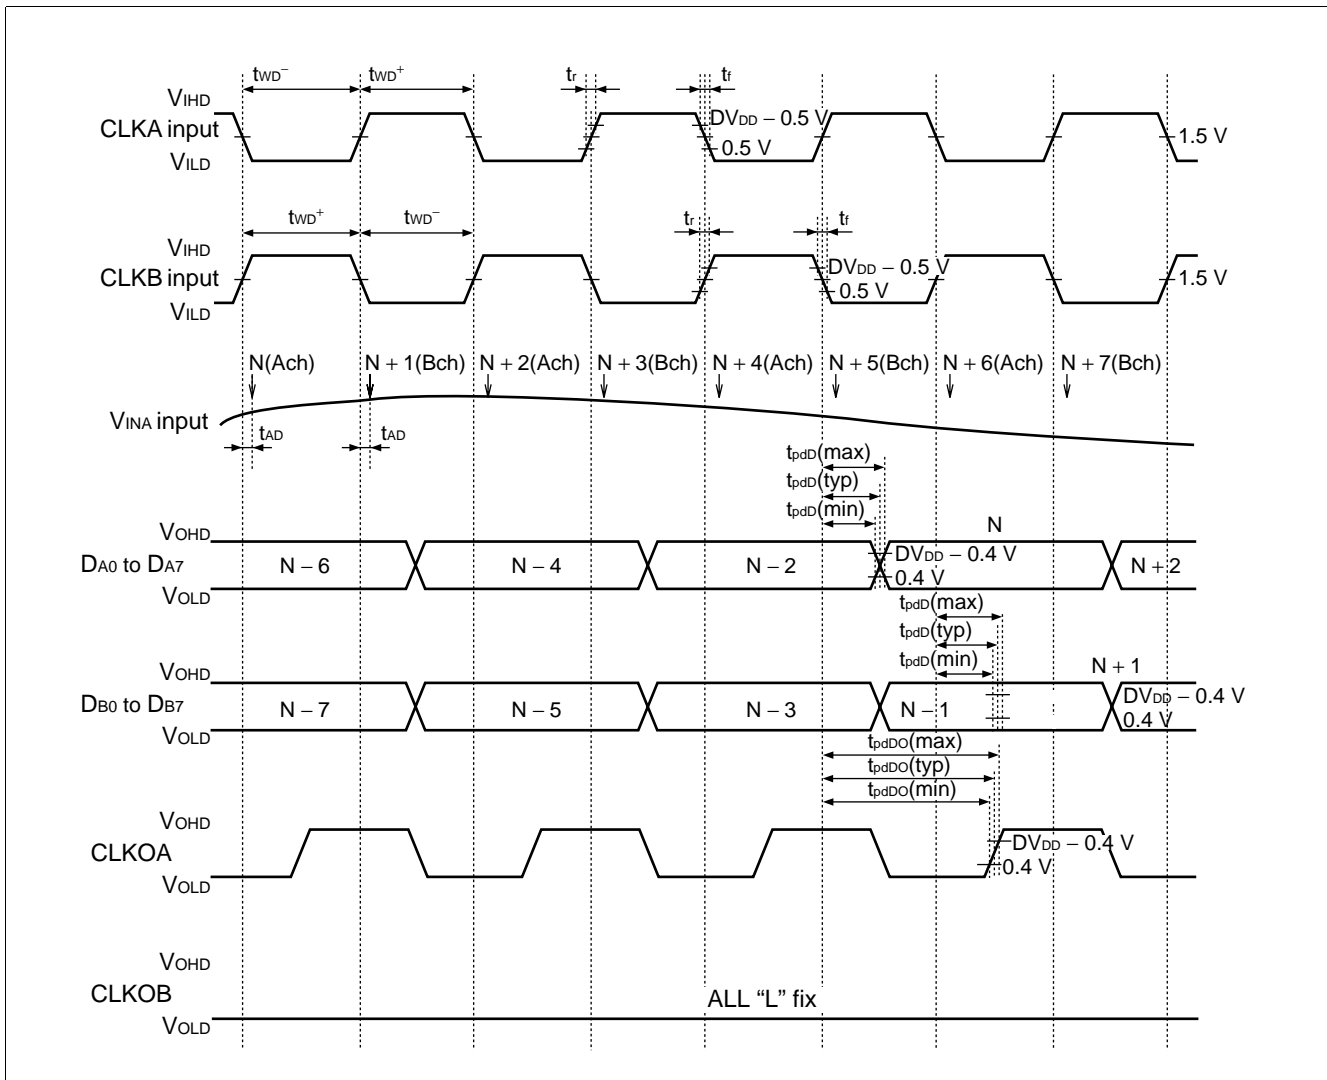 tWD− tWD+ tr tf
VIHD
CLKA input
VILD
DVDD − 0.5 V
0.5 V
1.5 V
tWD+ tWD− tr tf
VIHD
CLKB input
VILD
DVDD − 0.5 V
0.5 V
1.5 V
N(Ach) N + 1(Bch) N + 2(Ach) N + 3(Bch) N + 4(Ach) N + 5(Bch) N + 6(Ach) N + 7(Bch)
VINA input
tAD tAD
tpdD(max)
tpdD(typ)
tpdD(min)
VOHD
DA0 to DA7
VOLD
N − 6 N − 4 N − 2 N N + 2
DVDD − 0.4 V
0.4 V
tpdD(max)
tpdD(typ)
tpdD(min)
VOHD
DB0 to DB7
VOLD
N − 7 N − 5 N − 3 N − 1 N + 1
DVDD − 0.4 V
0.4 V
tpdDO(max)
tpdDO(typ)
tpdDO(min)
VOHD
CLKOA
VOLD
DVDD − 0.4 V
0.4 V
VOHD
CLKOB
VOLD
ALL “L” fix